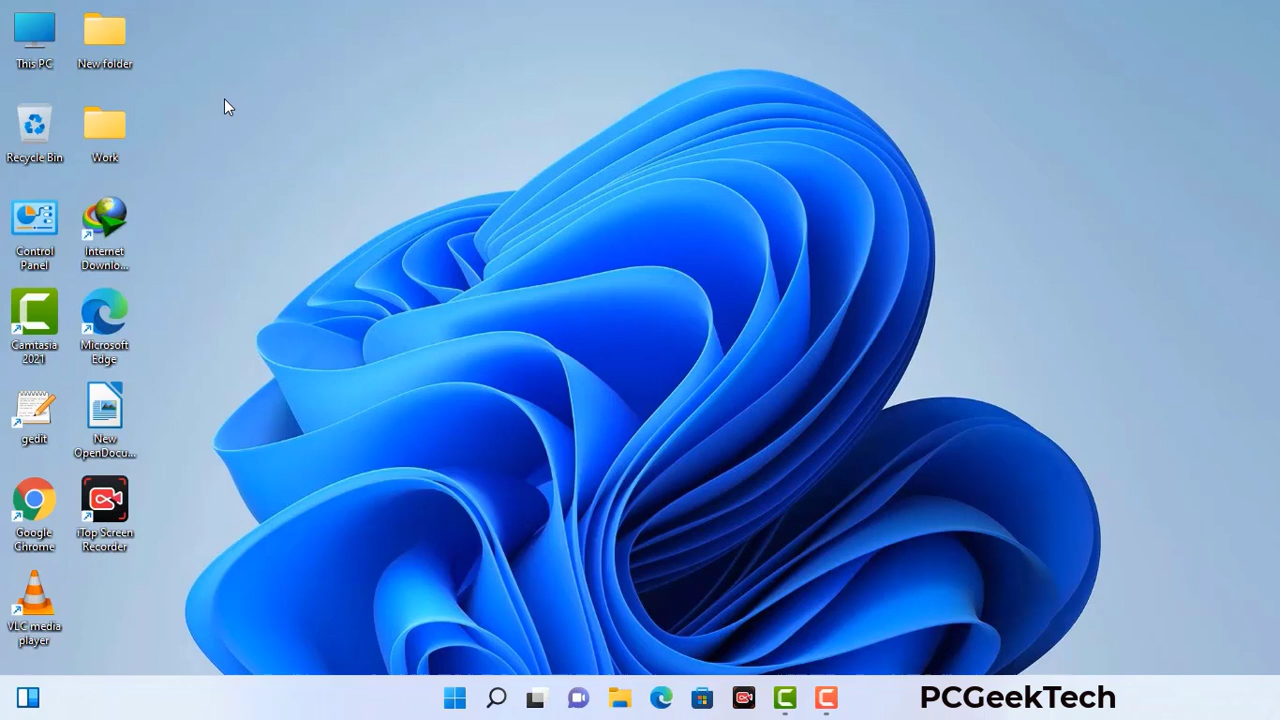 This PC
New folder
Recycle Bin
Work
Control
Panel
Internet
Downlo...
Camtasia
2021
Microsoft
Edge
gedit
New
OpenDocu...
Google
Chrome
iTop Screen
Recorder
VLC media
player
PCGeekTech